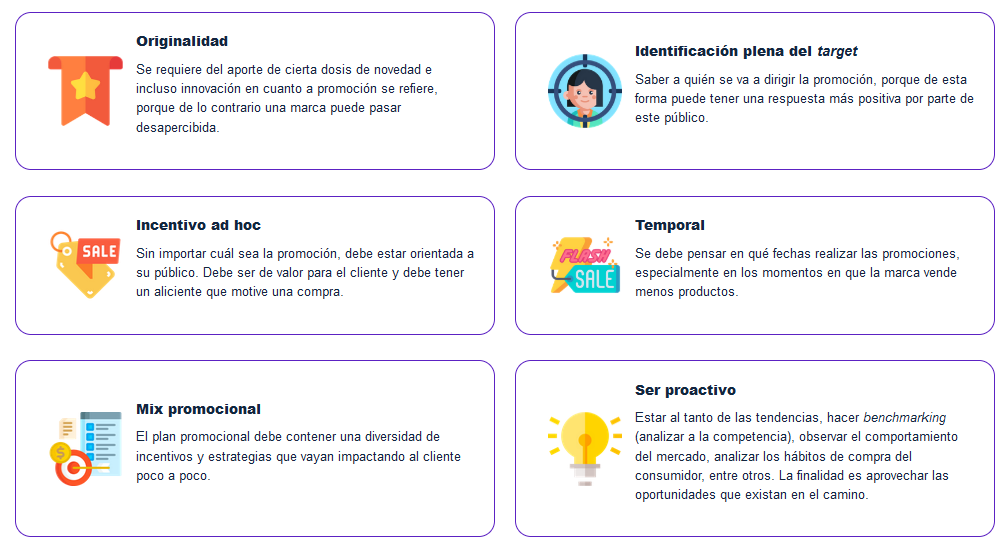 Originalidad
Se requiere del aporte de cierta dosis de novedad e
incluso innovación en cuanto a promoción se refiere,
porque de lo contrario una marca puede pasar
desapercibida.
Identificación plena del target
Saber a quién se va a dirigir la promoción, porque de esta
forma puede tener una respuesta más positiva por parte de
este público.
SALE
Incentivo ad hoc
Sin importar cuál sea la promoción, debe estar orientada a
su público. Debe ser de valor para el cliente y debe tener
un aliciente que motive una compra.
FLASH
SALE
Temporal
Se debe pensar en qué fechas realizar las promociones,
especialmente en los momentos en que la marca vende
menos productos.
$
Mix promocional
El plan promocional debe contener una diversidad de
incentivos y estrategias que vayan impactando al cliente
poco a poco.
Ser proactivo
Estar al tanto de las tendencias, hacer benchmarking
(analizar a la competencia), observar el comportamiento
del mercado, analizar los hábitos de compra del
consumidor, entre otros. La finalidad es aprovechar las
oportunidades que existan en el camino.